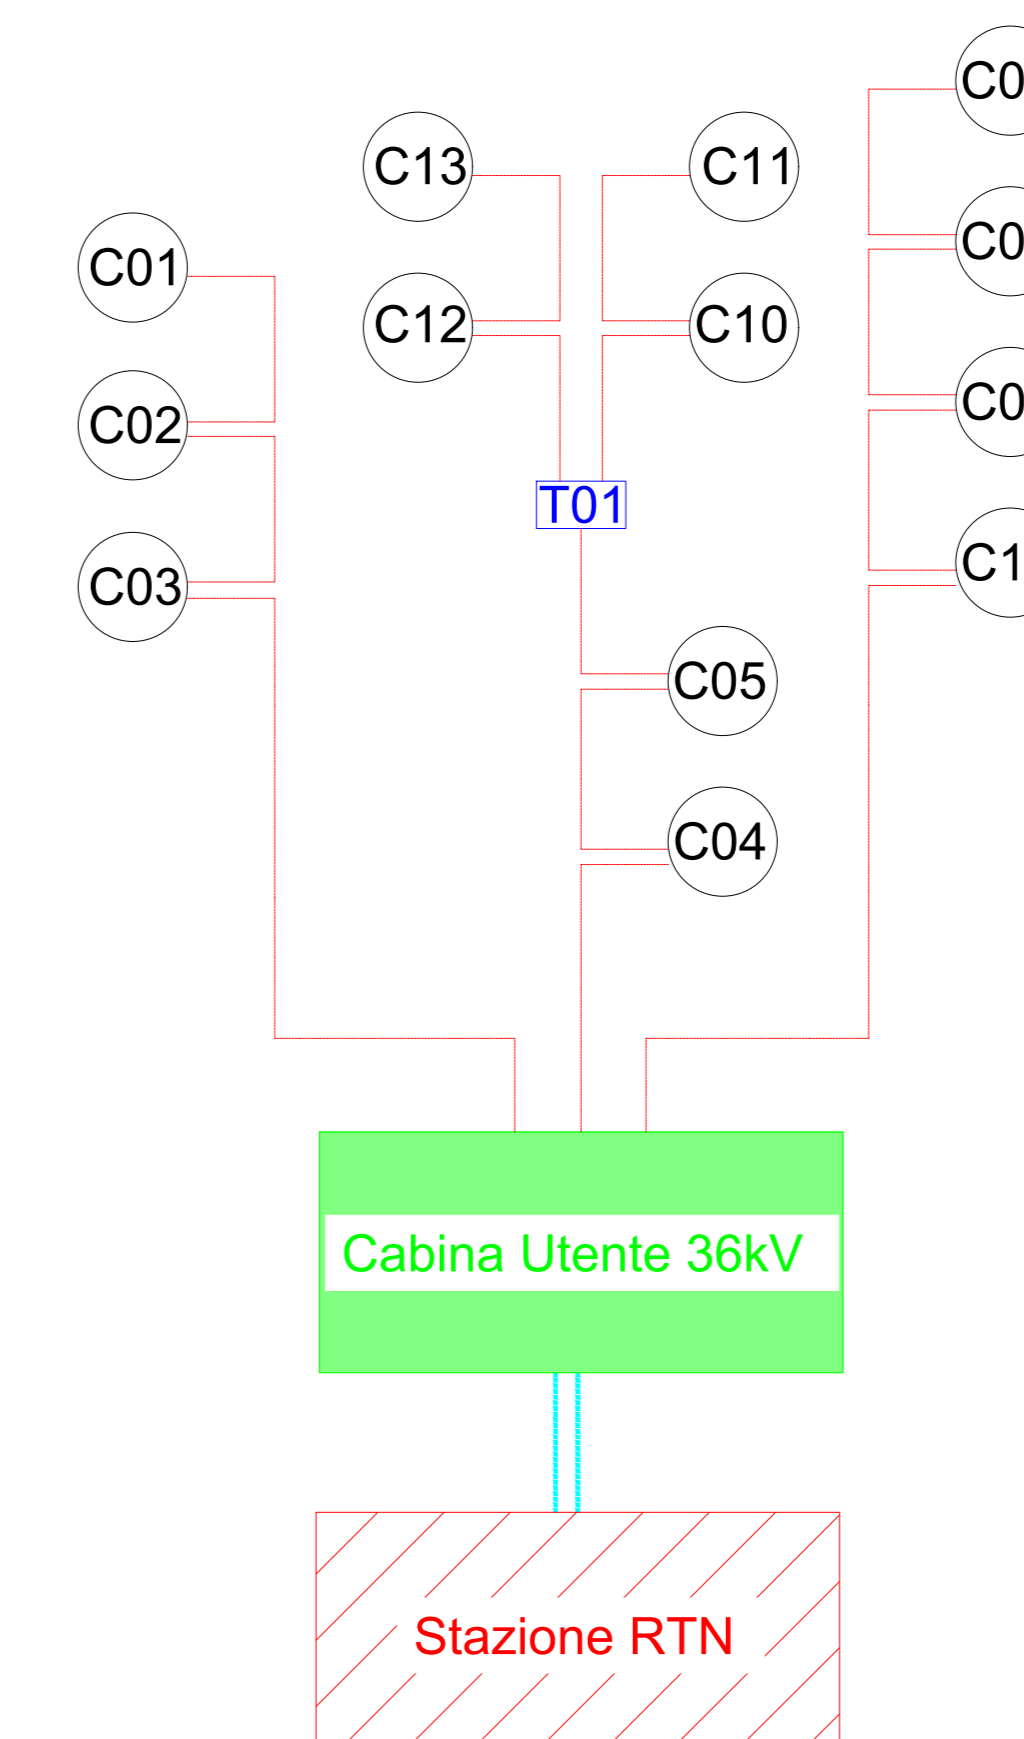 C13
C11
C01
C12
C10
C02
T01
C03
C05
C04
Cabina Utente 36kV
Stazione RTN